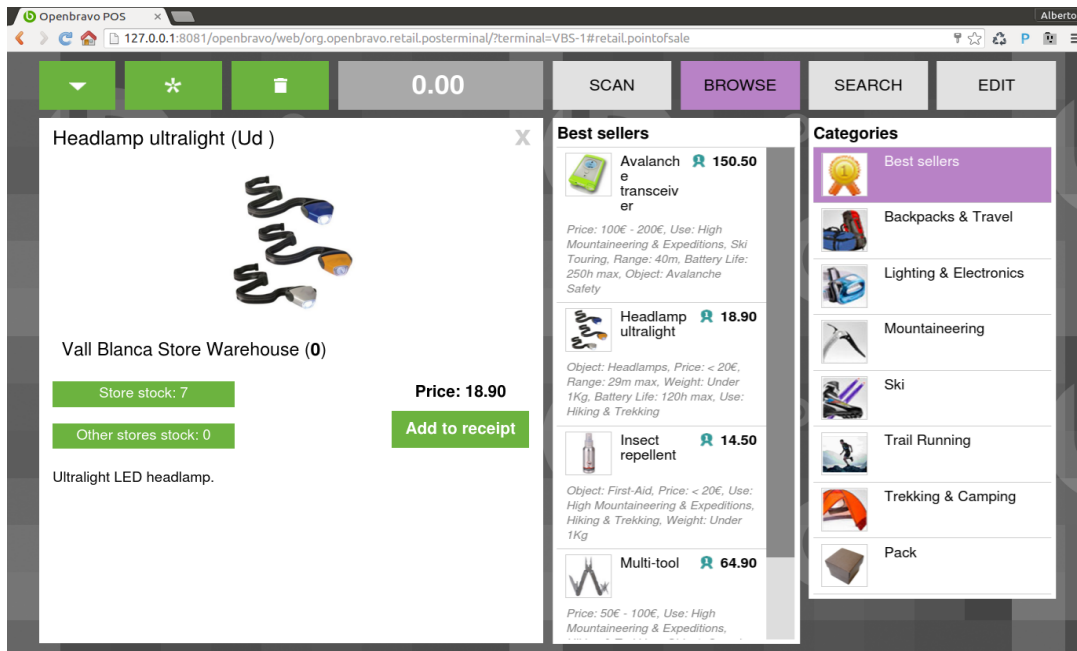 Openbravo POS
Alberto
127.0.0.1:8081/openbravo/web/org.openbravo.retail.posterminal/?terminal=VBS-1#retail.pointofsale
0.00
SCAN
BROWSE
SEARCH
EDIT
Headlamp ultralight (Ud )
X
Vall Blanca Store Warehouse (0)
Store stock: 7
Price: 18.90
Other stores stock: 0
Add to receipt
Ultralight LED headlamp.
Best sellers
Avalanch
e
transceiv
er
150.50
Price: 100€ - 200€, Use: High
Mountaineering & Expeditions, Ski
Touring, Range: 40m, Battery Life:
250h max, Object: Avalanche
Safety
Headlamp
ultralight
18.90
Object: Headlamps, Price: < 20€,
Range: 29m max, Weight: Under
1Kg, Battery Life: 120h max, Use:
Hiking & Trekking
Insect
repellent
14.50
Object: First-Aid, Price: < 20€, Use:
High Mountaineering & Expeditions,
Hiking & Trekking, Weight: Under
1Kg
Multi-tool
64.90
Price: 50€ - 100€, Use: High
Mountaineering & Expeditions,
Categories
Best sellers
Backpacks & Travel
Lighting & Electronics
Mountaineering
Ski
Trail Running
Trekking & Camping
Pack